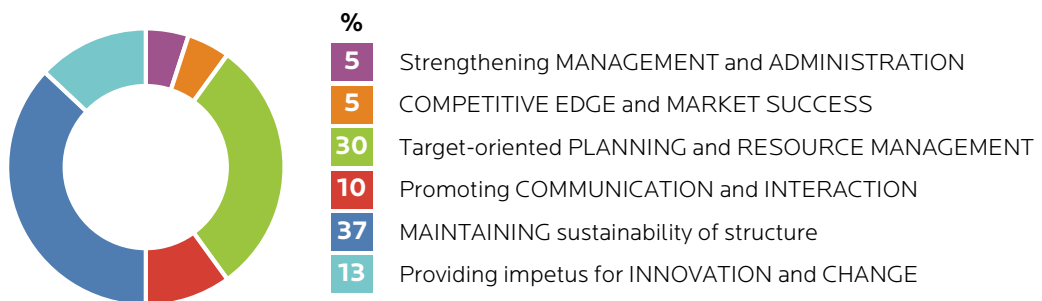 %
5 Strengthening MANAGEMENT and ADMINISTRATION
5 COMPETITIVE EDGE and MARKET SUCCESS
30 Target-oriented PLANNING and RESOURCE MANAGEMENT
10 Promoting COMMUNICATION and INTERACTION
37 MAINTAINING sustainability of structure
13 Providing impetus for INNOVATION and CHANGE